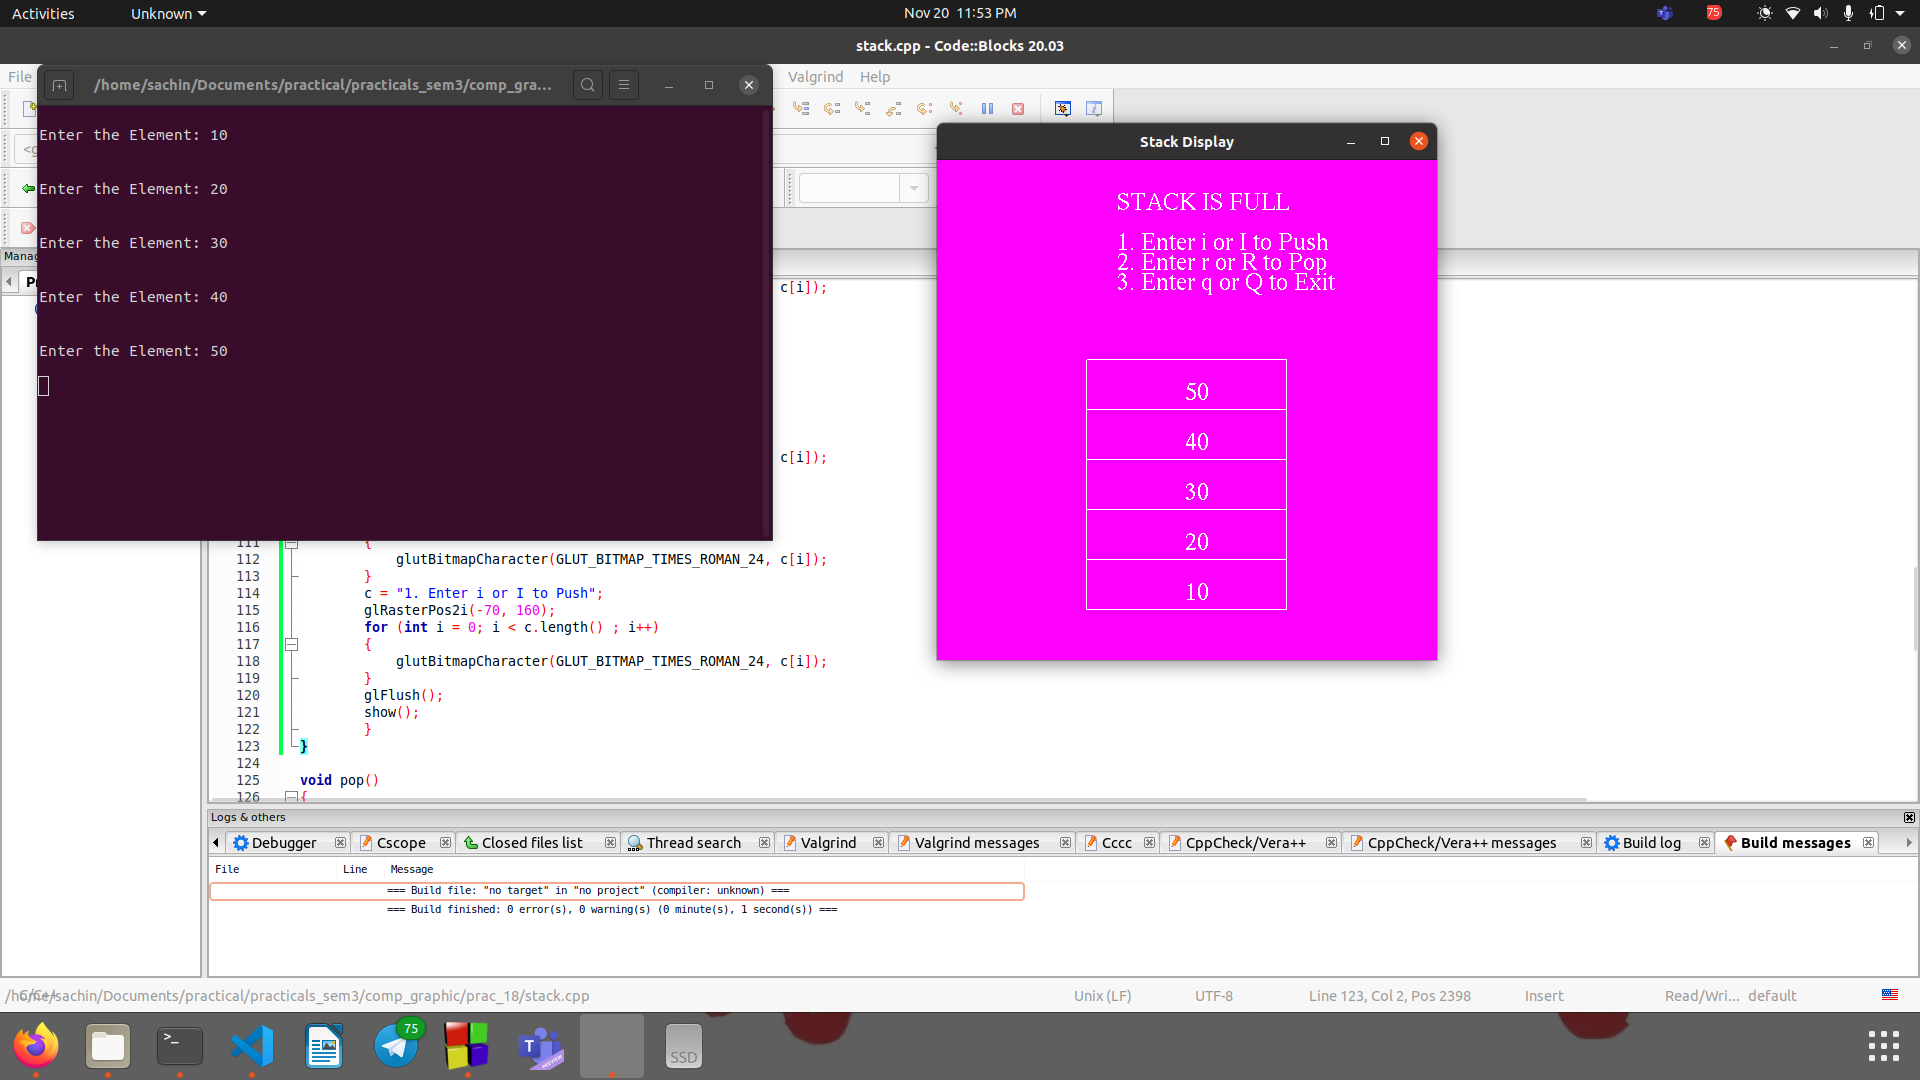 Activities
Unknown
Nov 20 11:53 PM
75
stack.cpp - Code::Blocks 20.03
File
Valgrind Help
/home/sachin/Documents/practical/practicals_sem3/comp_gra...
Enter the Element: 10
Enter the Element: 20
Enter the Element: 30
Enter the Element: 40
Enter the Element: 50
Stack Display
STACK IS FULL
1. Enter i or I to Push
2. Enter r or R to Pop
3. Enter q or Q to Exit
50
40
30
20
10
Manag
c[i]);
c[i]);
111 {
112 glutBitmapCharacter(GLUT_BITMAP_TIMES_ROMAN_24, c[i]);
113 }
114 c = "1. Enter i or I to Push";
115 glRasterPos2i(-70, 160);
116 for (int i = 0; i < c.length() ; i++)
117 {
118 glutBitmapCharacter(GLUT_BITMAP_TIMES_ROMAN_24, c[i]);
119 }
120 glFlush();
121 show();
122 }
123 }
124
125 void pop()
126 {
Logs & others
Debugger Cscope Closed files list Thread search Valgrind Valgrind messages Cccc CppCheck/Vera++ CppCheck/Vera++ messages Build log Build messages
File Line Message
=== Build file: "no target" in "no project" (compiler: unknown) ===
=== Build finished: 0 error(s), 0 warning(s) (0 minute(s), 1 second(s)) ===
/home/sachin/Documents/practical/practicals_sem3/comp_graphic/prac_18/stack.cpp
C/C++
Unix (LF) UTF-8 Line 123, Col 2, Pos 2398 Insert Read/Wri... default
75
SSD